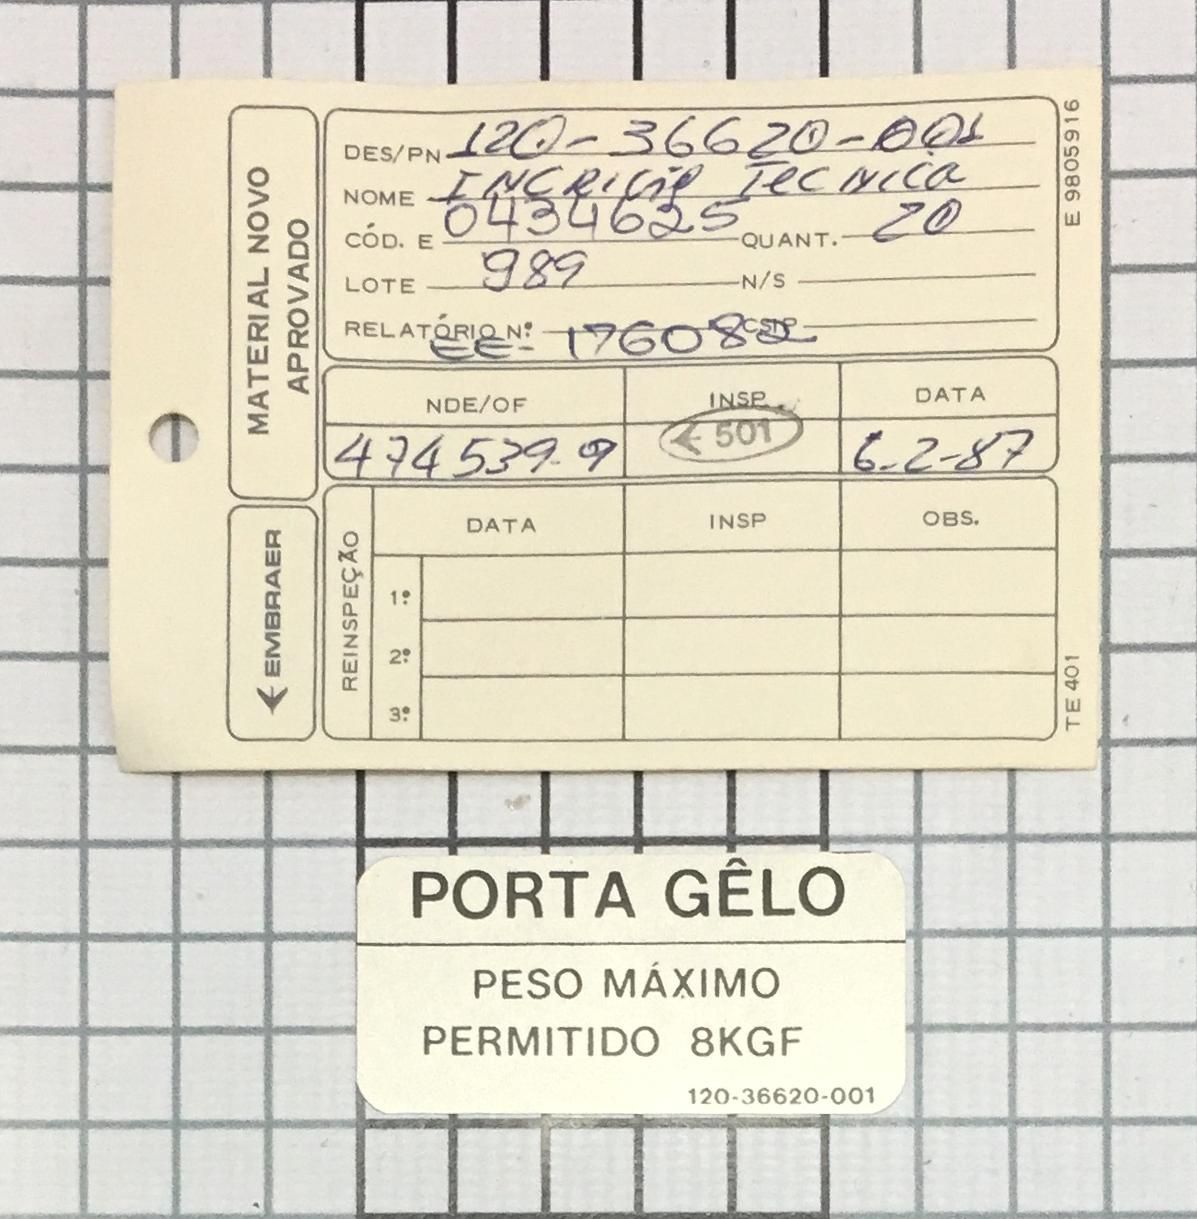 MATERIAL NOVO
APROVADO
EMBRAER
DES/PN 120-36620-001
NOME INCRICIP TECNICA
CÓD. E 0434625 QUANT. 20
LOTE 989 N/S
RELATÓRIO Nº CSTP
EE- 176082
NDE/OF INSP. DATA
474539-9 501 6-2-87
REINSPEÇÃO DATA INSP OBS.
1º
2º
3º
E 9805916
TE 401
PORTA GÊLO
PESO MÁXIMO
PERMITIDO 8KGF
120-36620-001